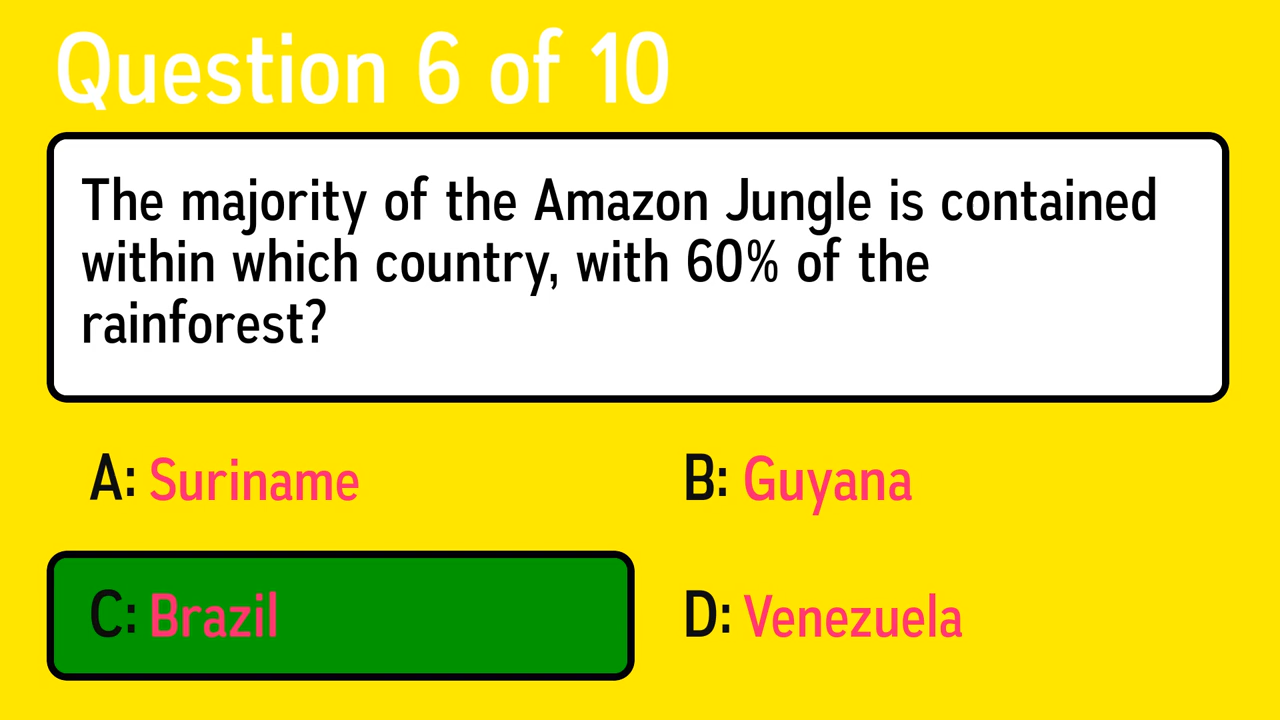 Question 6 of 10
The majority of the Amazon Jungle is contained
within which country, with 60% of the
rainforest?
A: Suriname
B: Guyana
C: Brazil
D: Venezuela